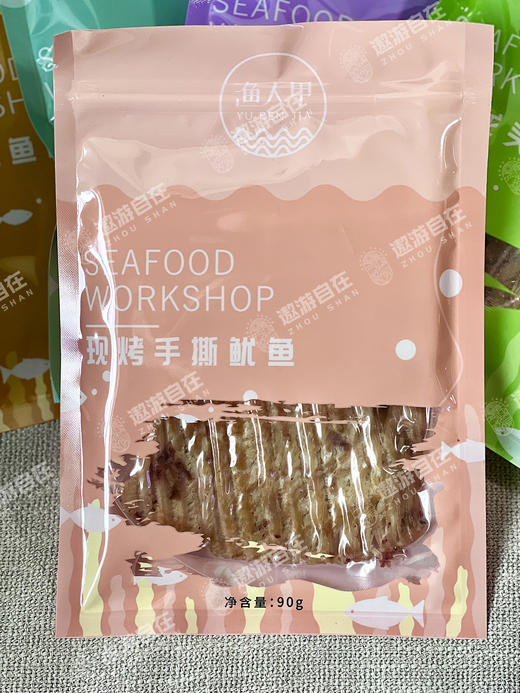 SEAFOOD
渔人甲
YU REN JIA
SEAFOOD
WORKSHOP
现烤手撕鱿鱼
净含量:90g
鱼
遨游自在
ZHOU SHAN